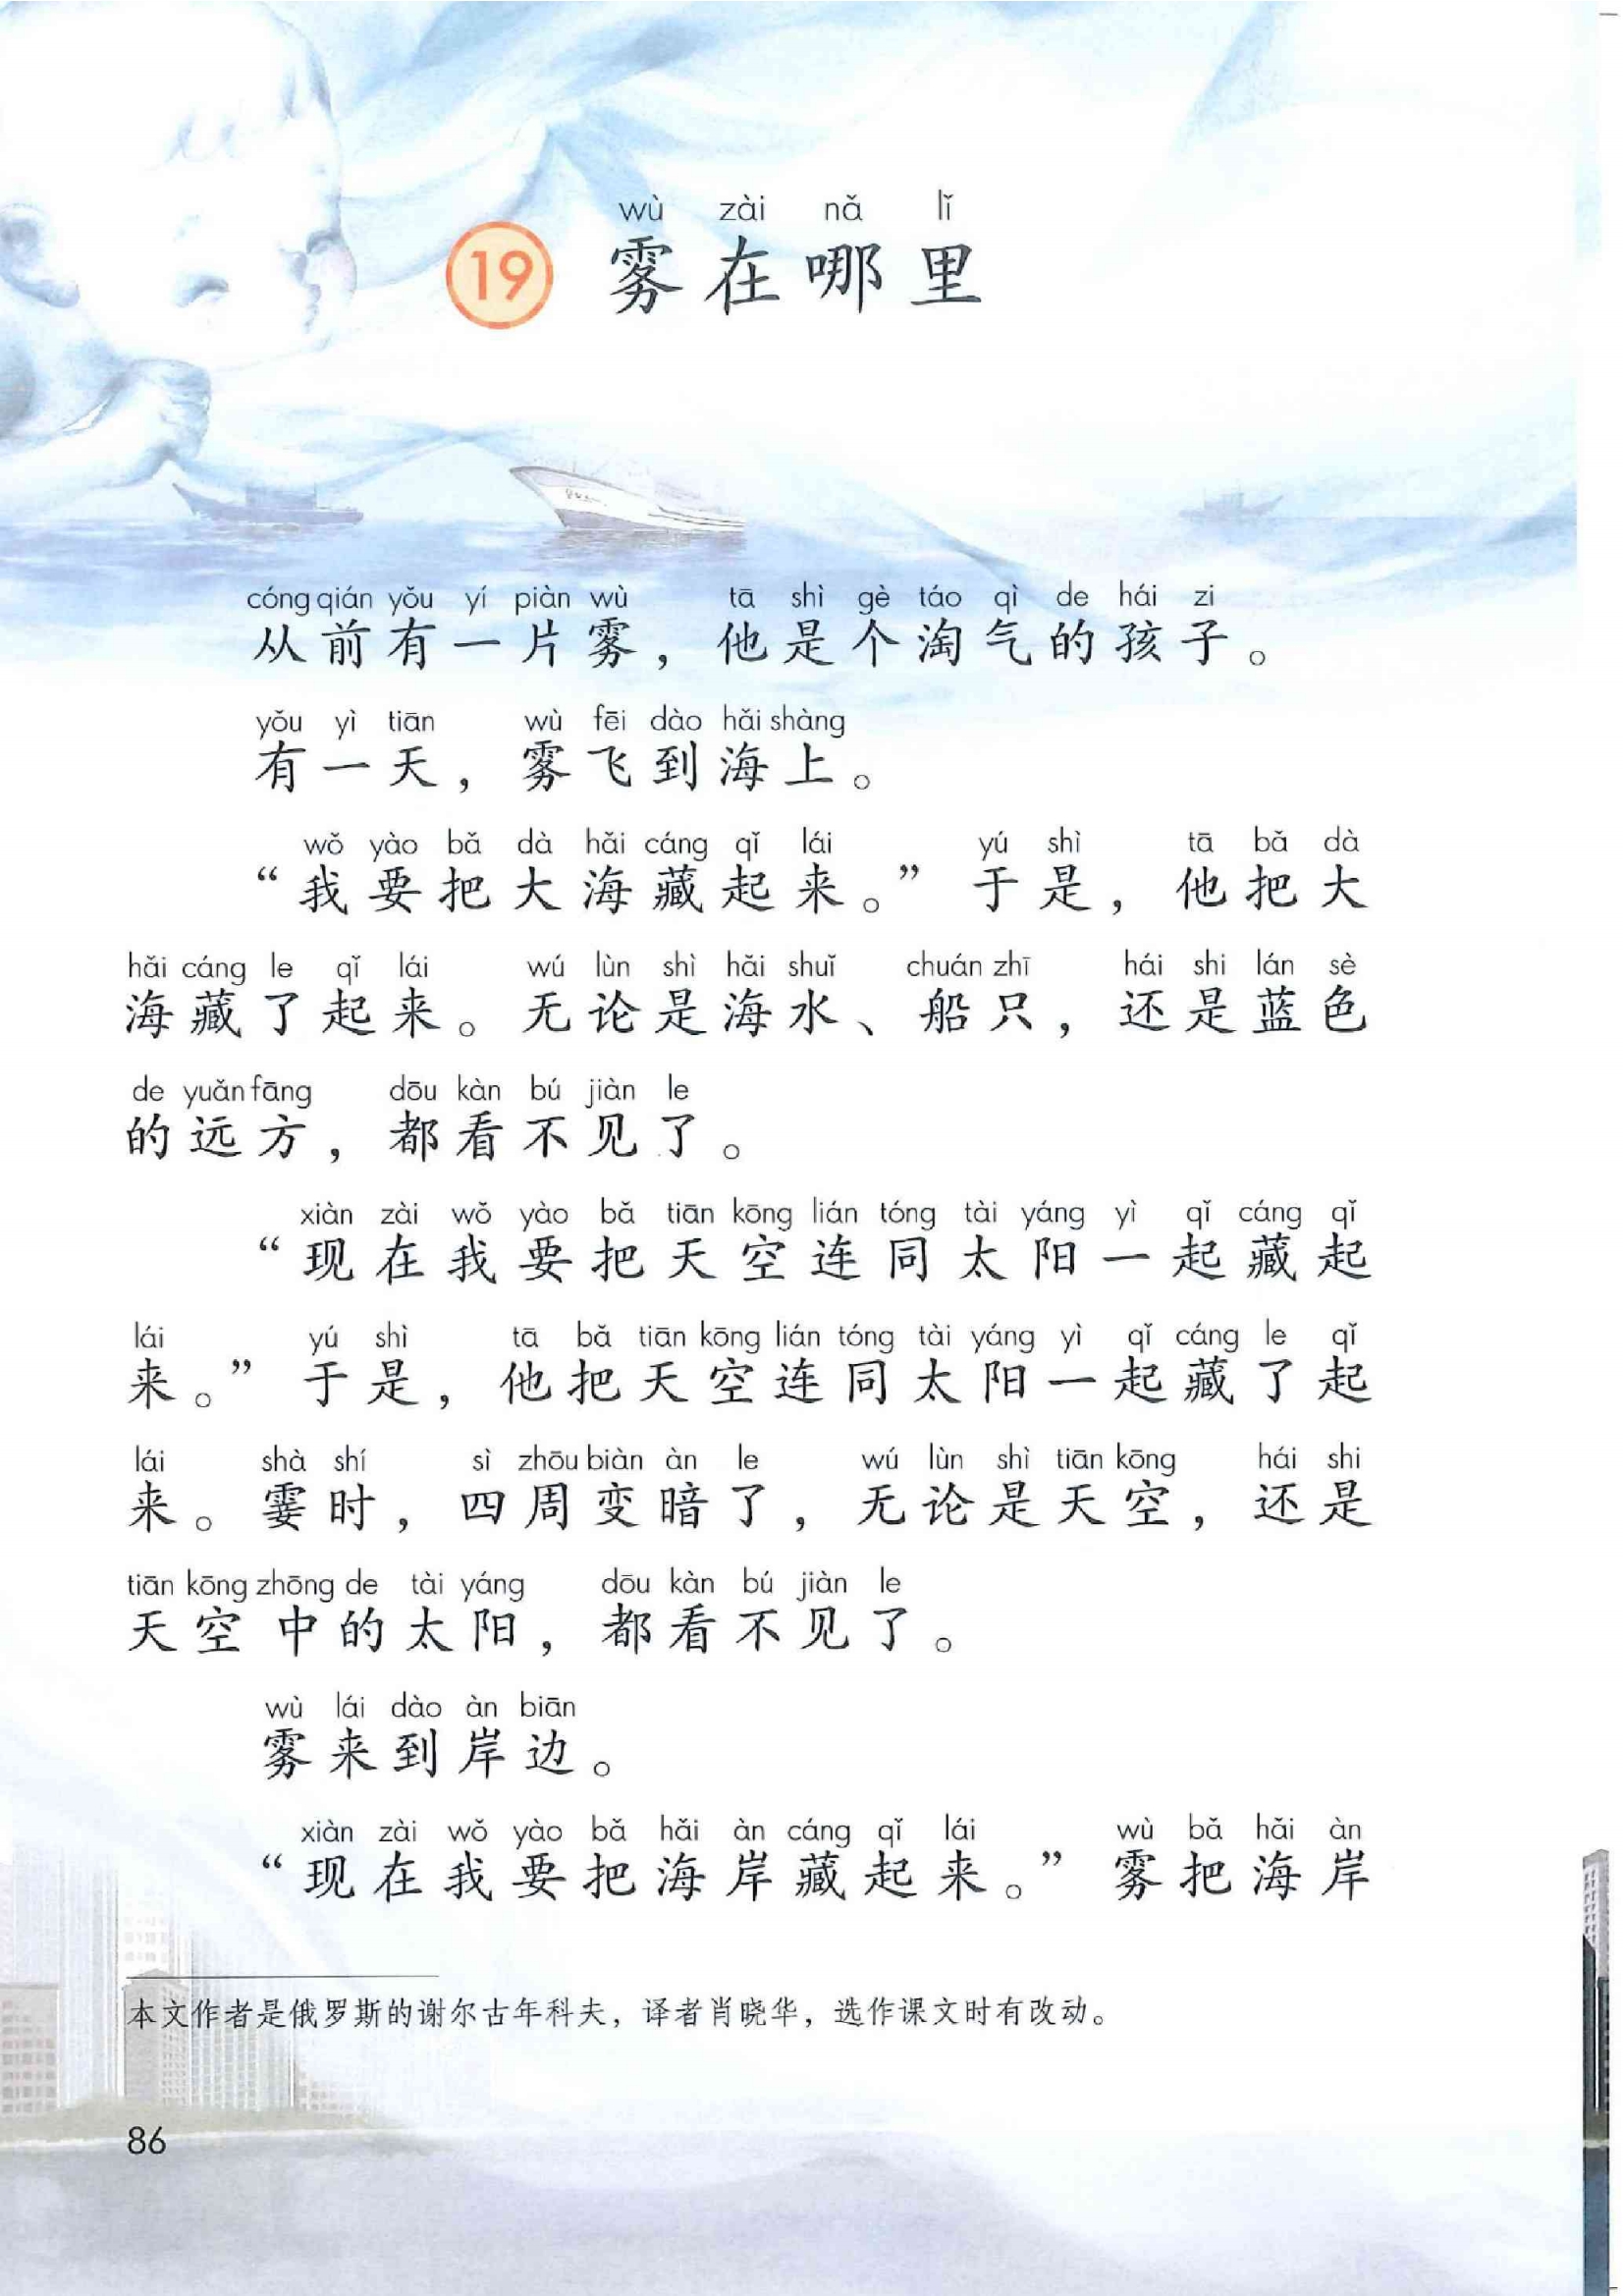 wù zài nǎ lǐ
19 雾在哪里
cóng qián yǒu yí piàn wù tā shì gè táo qì de hái zi
从前有一片雾，他是个淘气的孩子。
yǒu yì tiān wù fēi dào hǎi shàng
有一天，雾飞到海上。
wǒ yào bǎ dà hǎi cáng qǐ lái yú shì tā bǎ dà
“我要把大海藏起来。”于是，他把大
hǎi cáng le qǐ lái wú lùn shì hǎi shuǐ chuán zhī hái shi lán sè
海藏了起来。无论是海水、船只，还是蓝色
de yuǎn fāng dōu kàn bú jiàn le
的远方，都看不见了。
xiàn zài wǒ yào bǎ tiān kōng lián tóng tài yáng yì qǐ cáng qǐ
“现在我要把天空连同太阳一起藏起
lái yú shì tā bǎ tiān kōng lián tóng tài yáng yì qǐ cáng le qǐ
来。”于是，他把天空连同太阳一起藏了起
lái shà shí sì zhōu biàn àn le wú lùn shì tiān kōng hái shi
来。霎时，四周变暗了，无论是天空，还是
tiān kōng zhōng de tài yáng dōu kàn bú jiàn le
天空中的太阳，都看不见了。
wù lái dào àn biān
雾来到岸边。
xiàn zài wǒ yào bǎ hǎi àn cáng qǐ lái wù bǎ hǎi àn
“现在我要把海岸藏起来。”雾把海岸
本文作者是俄罗斯的谢尔古年科夫，译者肖晓华，选作课文时有改动。
86